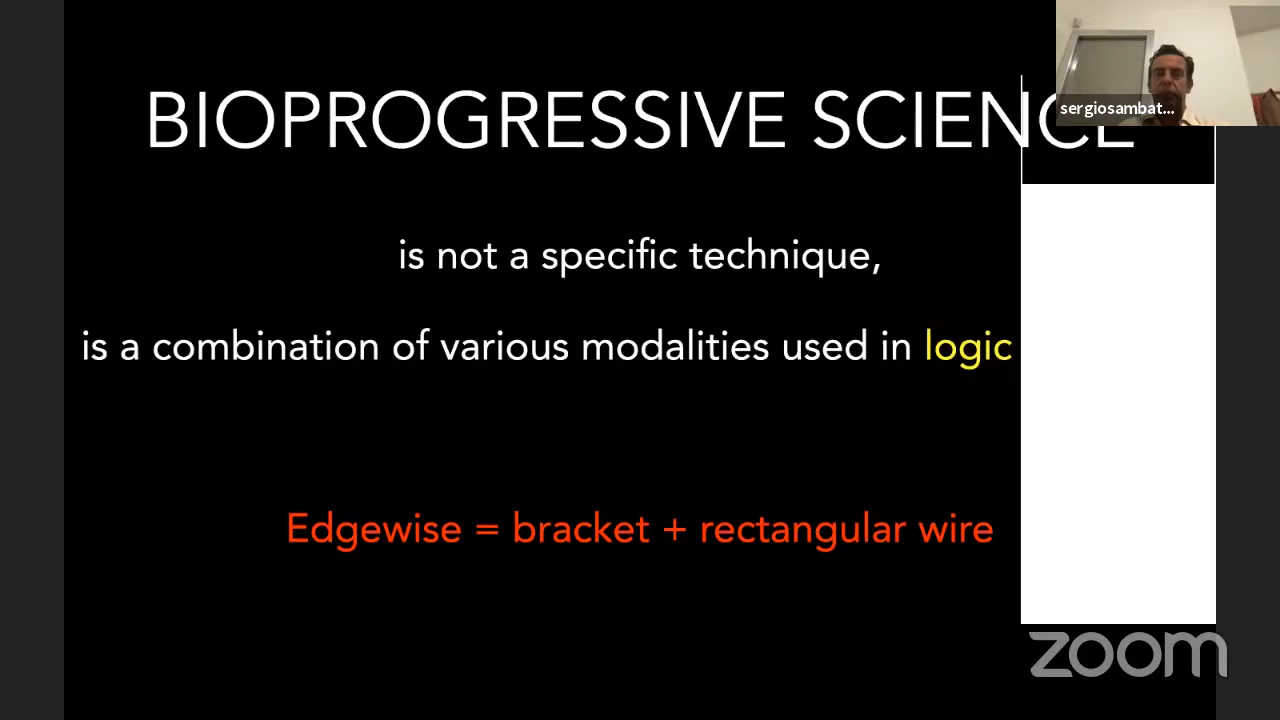 sergiosambat...
BIOPROGRESSIVE SCIENCE
is not a specific technique,
is a combination of various modalities used in logic
Edgewise = bracket + rectangular wire
zoom